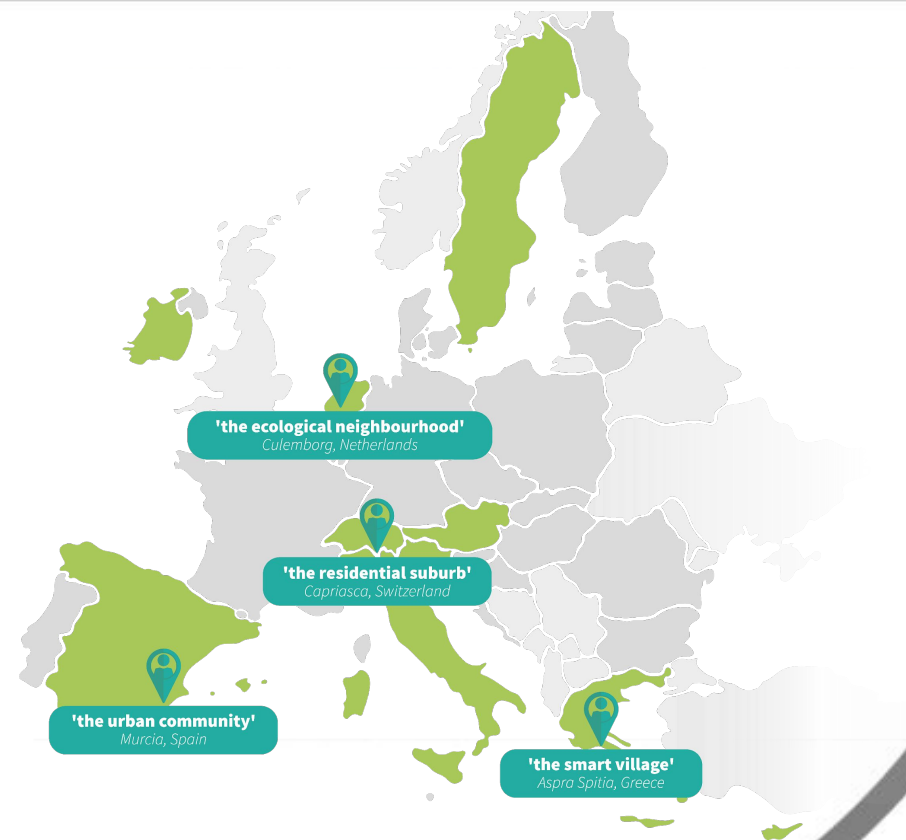 'the ecological neighbourhood'
Culemborg, Netherlands
'the residential suburb'
Capriasca, Switzerland
'the urban community'
Murcia, Spain
'the smart village'
Aspra Spitia, Greece